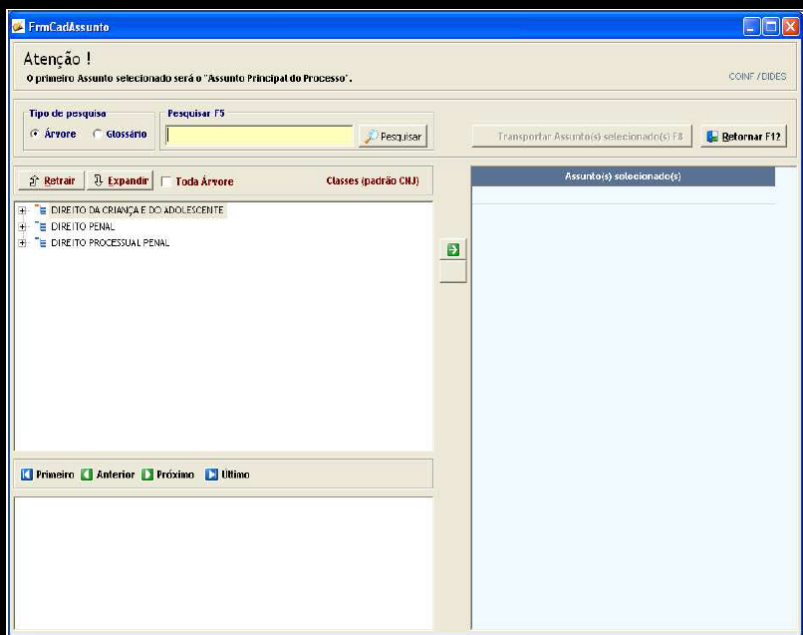 FrmCadAssunto
Atenção !
O primeiro Assunto selecionado será o "Assunto Principal do Processo".
COINF / DIDES
Tipo de pesquisa
Pesquisar F5
Árvore
Glossário
Pesquisar
Transportar Assunto(s) selecionado(s) F8
Retornar F12
Retrair
Expandir
Toda Árvore
Classes (padrão CNJ)
Assunto(s) selecionado(s)
DIREITO DA CRIANÇA E DO ADOLESCENTE
DIREITO PENAL
DIREITO PROCESSUAL PENAL
Primeiro
Anterior
Próximo
Último